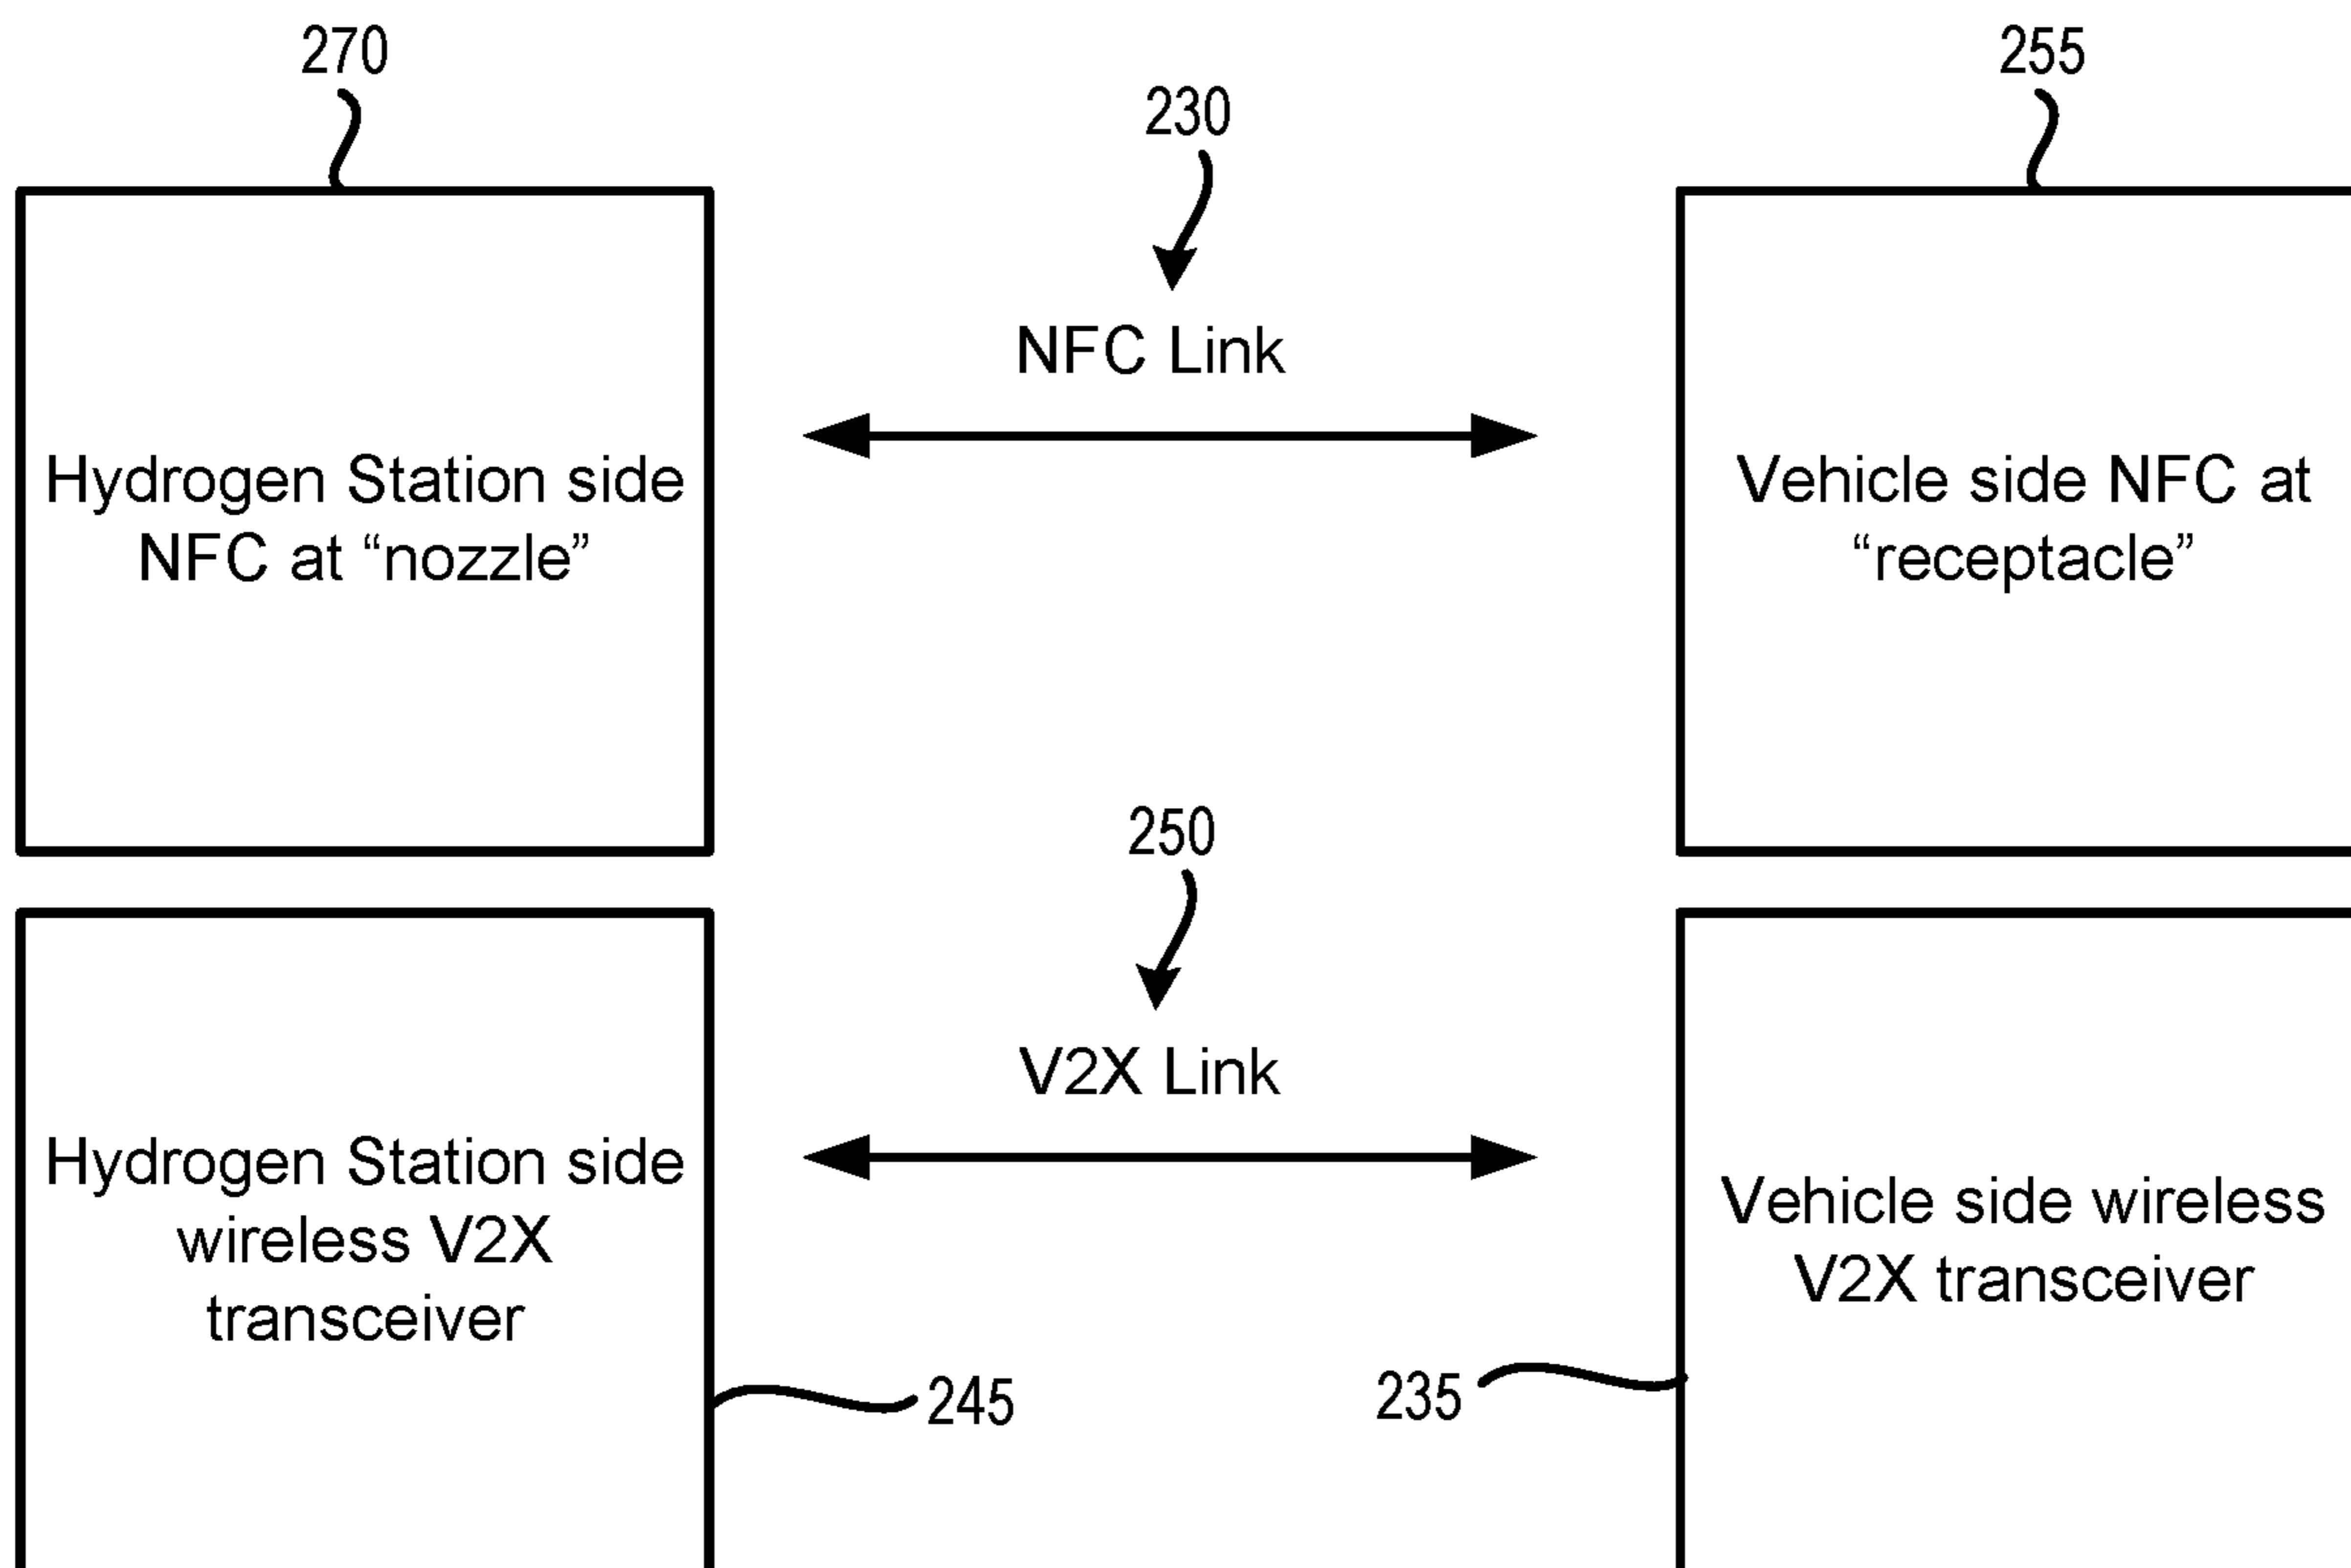 270
255
230
NFC Link
Hydrogen Station side
NFC at “nozzle”
Vehicle side NFC at
“receptacle”
250
V2X Link
Hydrogen Station side
wireless V2X
transceiver
Vehicle side wireless
V2X transceiver
245
235